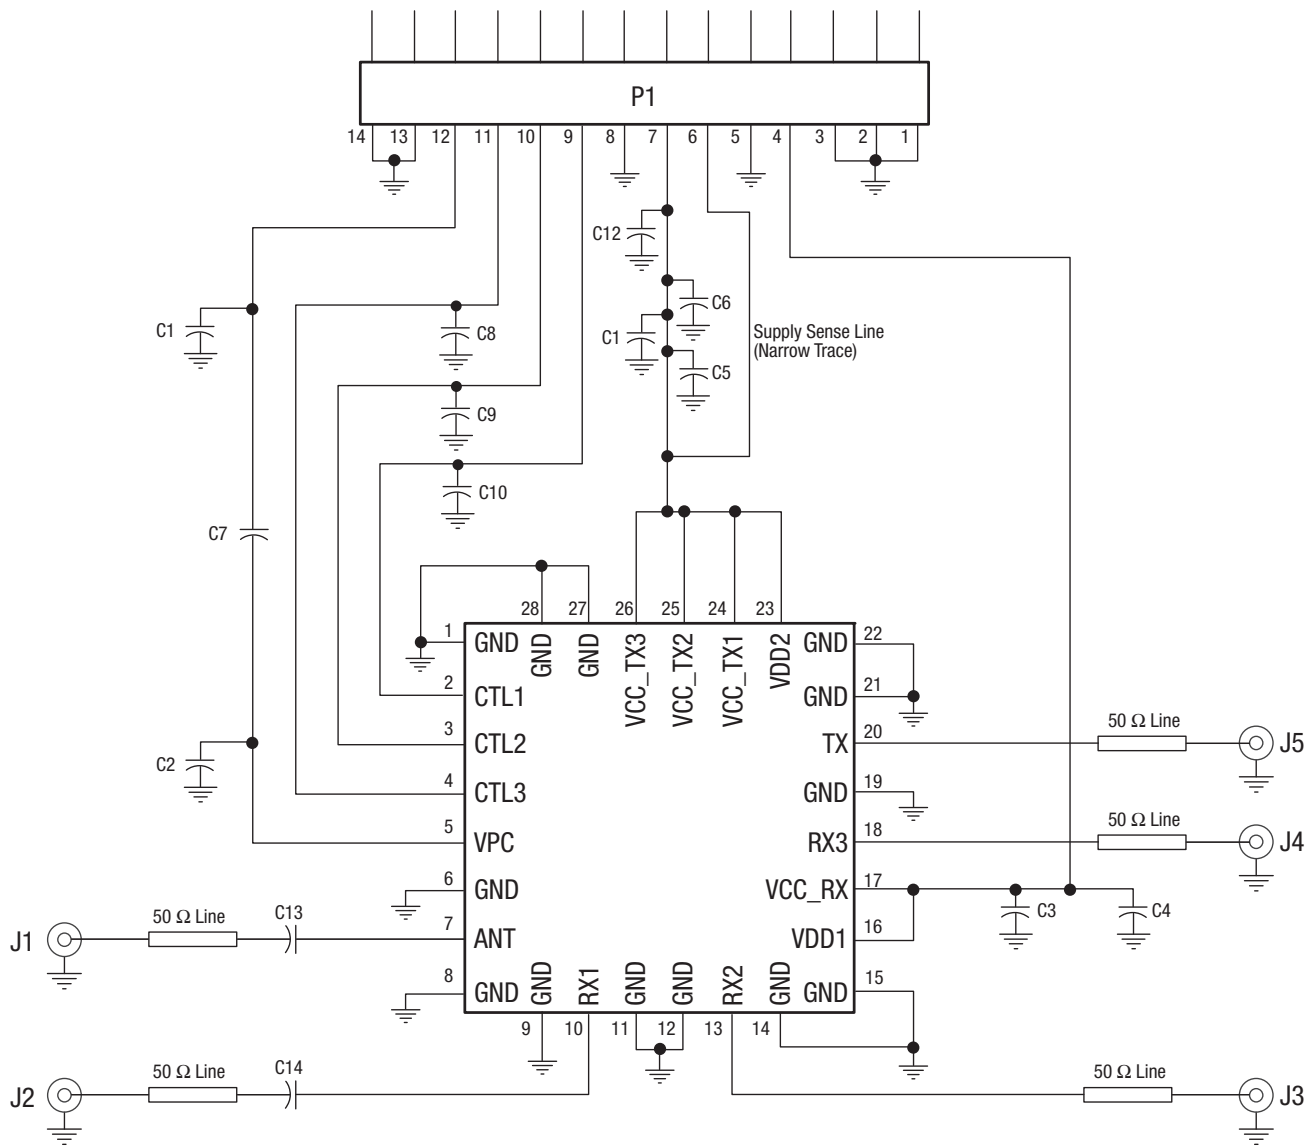 P1
14 13 12 11 10 9 8 7 6 5 4 3 2 1
C12
C6
C1
C8
C1
Supply Sense Line
(Narrow Trace)
C5
C9
C10
C7
28 27 26 25 24 23
1 GND
GND
GND
VCC_TX3
VCC_TX2
VCC_TX1
VDD2
GND 22
2 CTL1
GND 21
3 CTL2
TX 20
50 Ω Line
J5
C2
4 CTL3
GND 19
5 VPC
RX3 18
50 Ω Line
J4
6 GND
VCC_RX 17
C3
C4
J1
50 Ω Line
C13
7 ANT
VDD1 16
8 GND
GND
RX1
GND
GND
RX2
GND
GND 15
9 10 11 12 13 14
J2
50 Ω Line
C14
50 Ω Line
J3